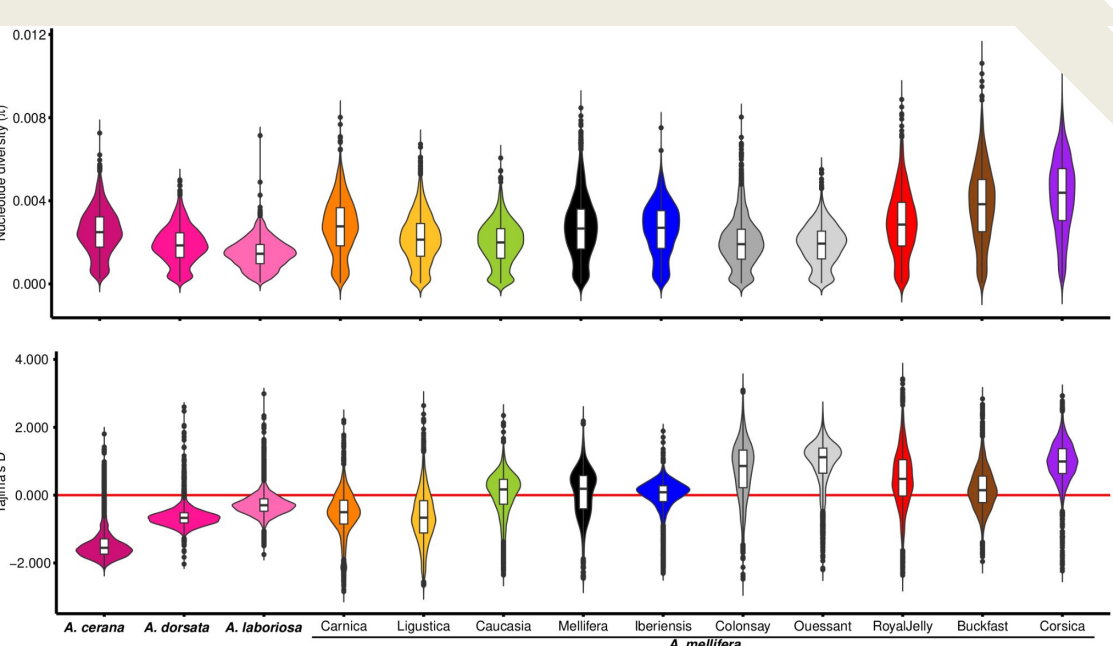 0.012
0.008
0.004
0.000
Nucleotide diversity (π)
4.000
2.000
0.000
−2.000
Tajima's D
A. cerana A. dorsata A. laboriosa Carnica Ligustica Caucasia Mellifera Iberiensis Colonsay Ouessant RoyalJelly Buckfast Corsica
A. mellifera